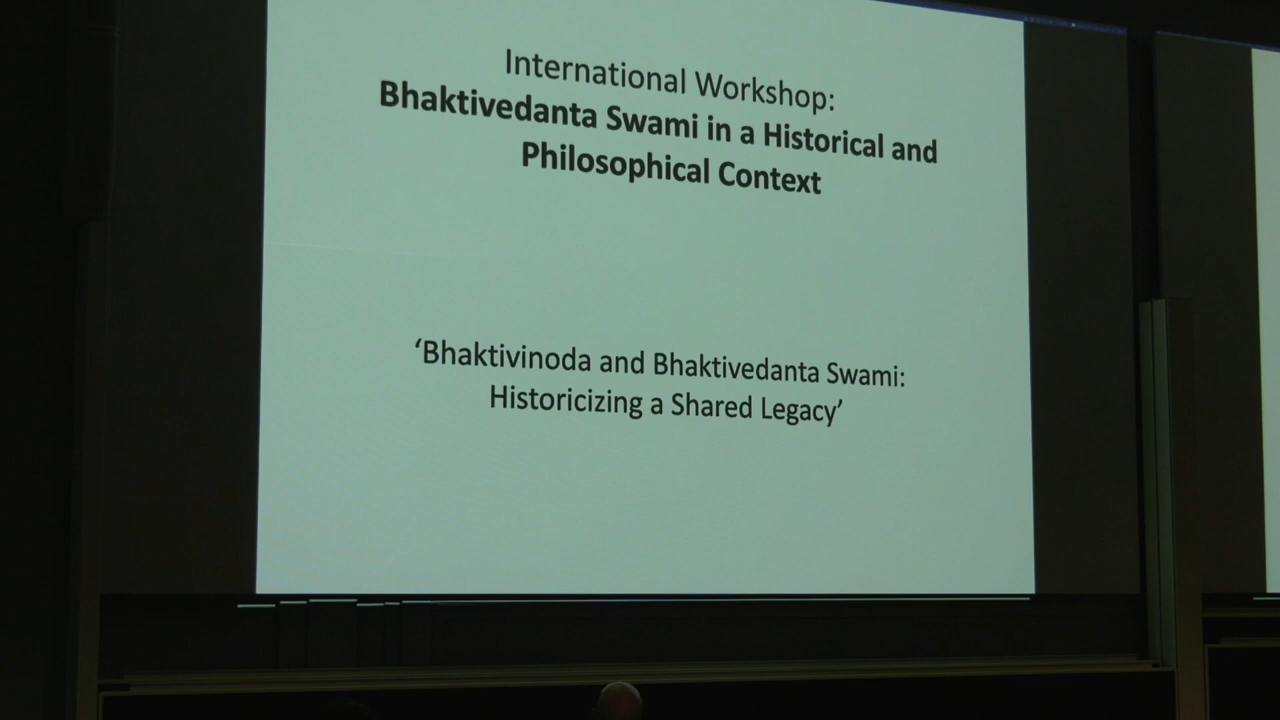 International Workshop:
Bhaktivedanta Swami in a Historical and
Philosophical Context
‘Bhaktivinoda and Bhaktivedanta Swami:
Historicizing a Shared Legacy’